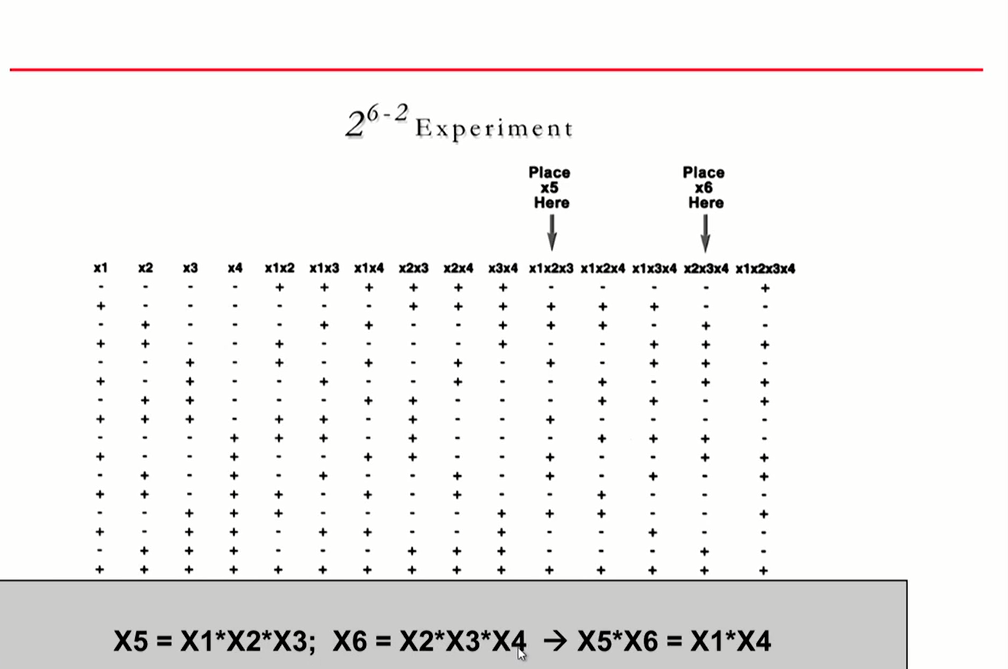 2^6-2 Experiment
Place x5 Here
Place x6 Here
x1 x2 x3 x4 x1x2 x1x3 x1x4 x2x3 x2x4 x3x4 x1x2x3 x1x2x4 x1x3x4 x2x3x4 x1x2x3x4
- - - - + + + + + + - - - - +
+ - - - - - - + + + + + + - -
- + - - - + + - - + + + - + -
+ + - - + - - - - + - - + + +
- - + - + - + - + - + - + + -
+ - + - - + - - + - - + - + +
- + + - - - + + - - - + + - +
+ + + - + + - + - - + - - - -
- - - + + + - + - - - + + + -
+ - - + - - + + - - + - - + +
- + - + - + - - + - + - + - +
+ + - + + - + - + - - + - - -
- - + + + - - - - + + + - - +
+ - + + - + + - - + - - + - -
- + + + - - - + + + - - - + -
+ + + + + + + + + + + + + + +
X5 = X1*X2*X3; X6 = X2*X3*X4 → X5*X6 = X1*X4